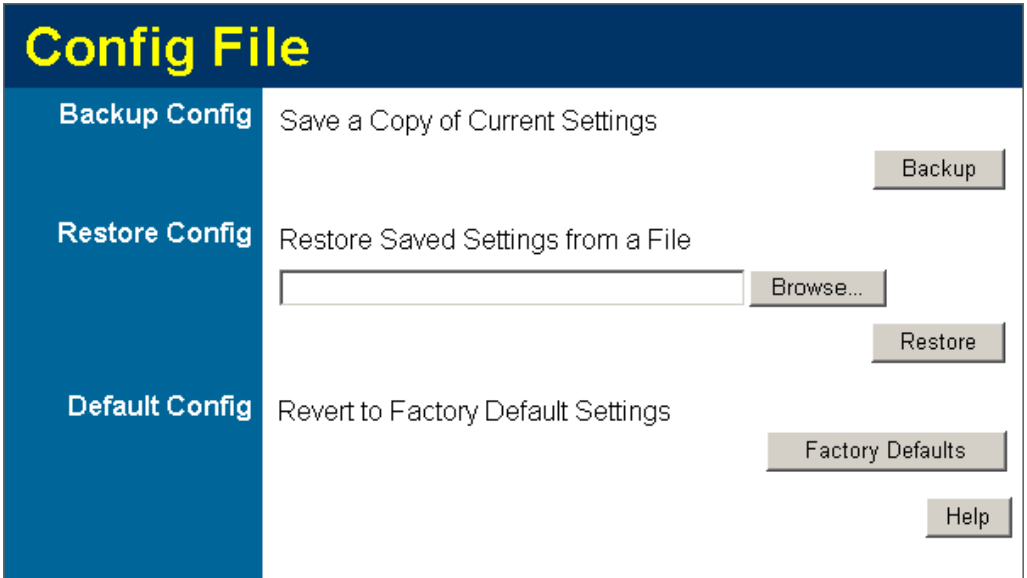 Config File
Backup Config Save a Copy of Current Settings
Backup
Restore Config Restore Saved Settings from a File
Browse...
Restore
Default Config Revert to Factory Default Settings
Factory Defaults
Help